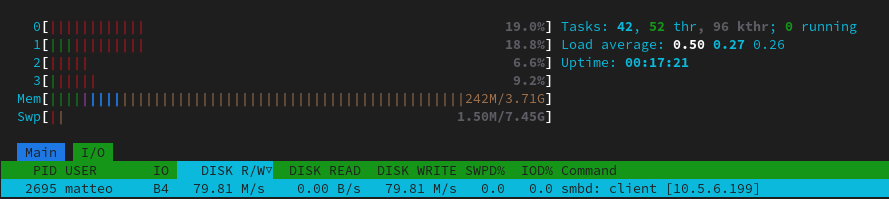 0[||||||||||||19.0%] Tasks: 42, 52 thr, 96 kthr; 0 running
1[||||||||||||18.8%] Load average: 0.50 0.27 0.26
2[|||||6.6%] Uptime: 00:17:21
3[||||||9.2%]
Mem[||||||||||||||||||||||||||||||||||||||||||||||||||||242M/3.71G]
Swp[||1.50M/7.45G]
Main I/O
PID USER IO DISK R/W▽ DISK READ DISK WRITE SWPD% IOD% Command
2695 matteo B4 79.81 M/s 0.00 B/s 79.81 M/s 0.0 0.0 smbd: client [10.5.6.199]